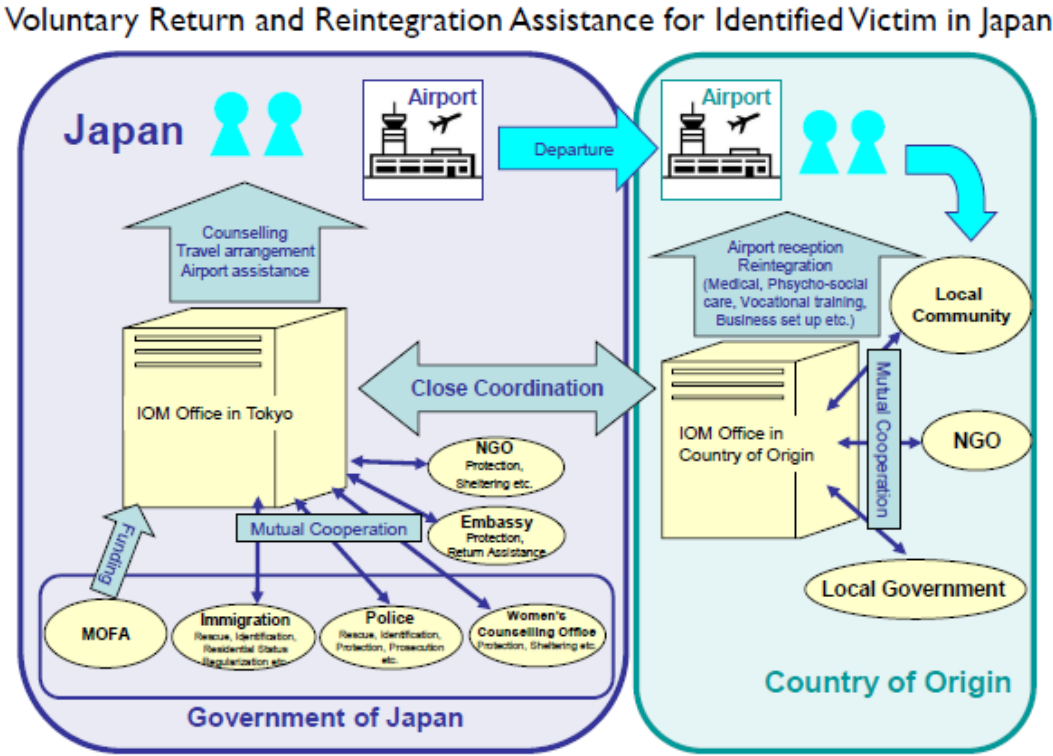 Voluntary Return and Reintegration Assistance for Identified Victim in Japan
Japan
Airport
Departure
Airport
Counselling
Travel arrangement
Airport assistance
Airport reception
Reintegration
(Medical, Phsycho-social
care, Vocational training,
Business set up etc.)
Local
Community
IOM Office in Tokyo
Close Coordination
IOM Office in
Country of Origin
Mutual Cooperation
NGO
NGO
Protection,
Sheltering etc.
Embassy
Protection,
Return Assistance
Mutual Cooperation
Funding
Local Government
MOFA
Immigration
Rescue, Identification,
Residential Status
Regularization etc.
Police
Rescue, Identification,
Protection, Prosecution
etc.
Women's
Counselling Office
Protection, Sheltering etc.
Government of Japan
Country of Origin